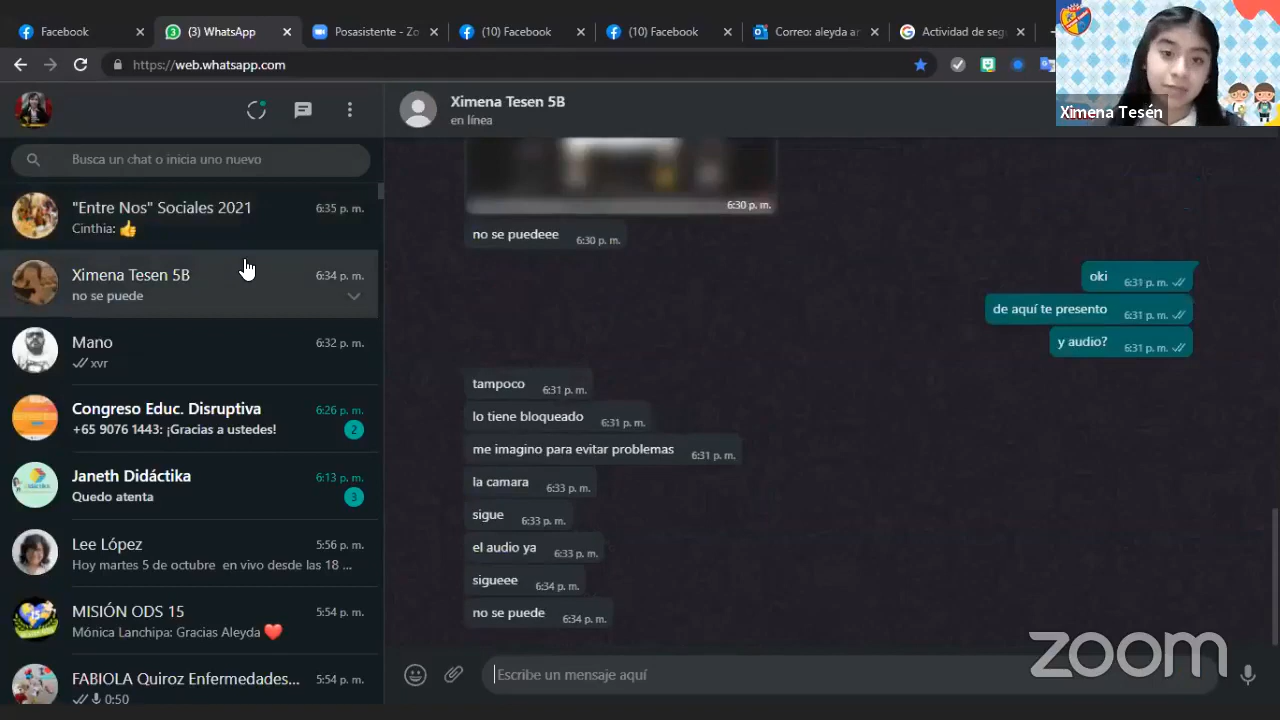 Facebook
(3) WhatsApp
Posasistente - Zo
(10) Facebook
(10) Facebook
Correo: aleyda ar
Actividad de seg
https://web.whatsapp.com
Ximena Tesén
Busca un chat o inicia uno nuevo
"Entre Nos" Sociales 2021
6:35 p. m.
Cinthia: 👍
Ximena Tesen 5B
6:34 p. m.
no se puede
Mano
6:32 p. m.
xvr
Congreso Educ. Disruptiva
6:26 p. m.
+65 9076 1443: ¡Gracias a ustedes!
2
Janeth Didáctika
6:13 p. m.
Quedo atenta
3
Lee López
5:56 p. m.
Hoy martes 5 de octubre en vivo desde las 18 ...
MISIÓN ODS 15
5:54 p. m.
Mónica Lanchipa: Gracias Aleyda ❤️
FABIOLA Quiroz Enfermedades...
5:54 p. m.
0:50
Ximena Tesen 5B
en línea
6:30 p. m.
no se puedeee 6:30 p. m.
oki 6:31 p. m.
de aquí te presento 6:31 p. m.
y audio? 6:31 p. m.
tampoco 6:31 p. m.
lo tiene bloqueado 6:31 p. m.
me imagino para evitar problemas 6:31 p. m.
la camara 6:33 p. m.
sigue 6:33 p. m.
el audio ya 6:33 p. m.
sigueee 6:34 p. m.
no se puede 6:34 p. m.
Escribe un mensaje aquí
zoom